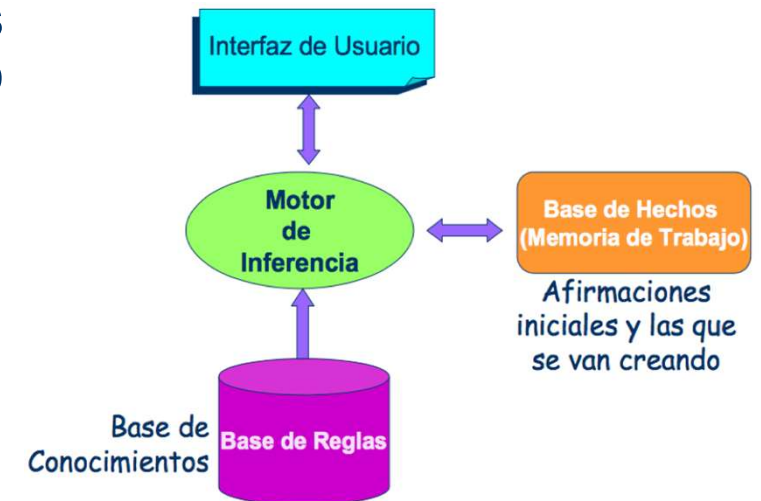 Interfaz de Usuario
Motor
de
Inferencia
Base de Hechos
(Memoria de Trabajo)
Afirmaciones
iniciales y las que
se van creando
Base de
Conocimientos
Base de Reglas